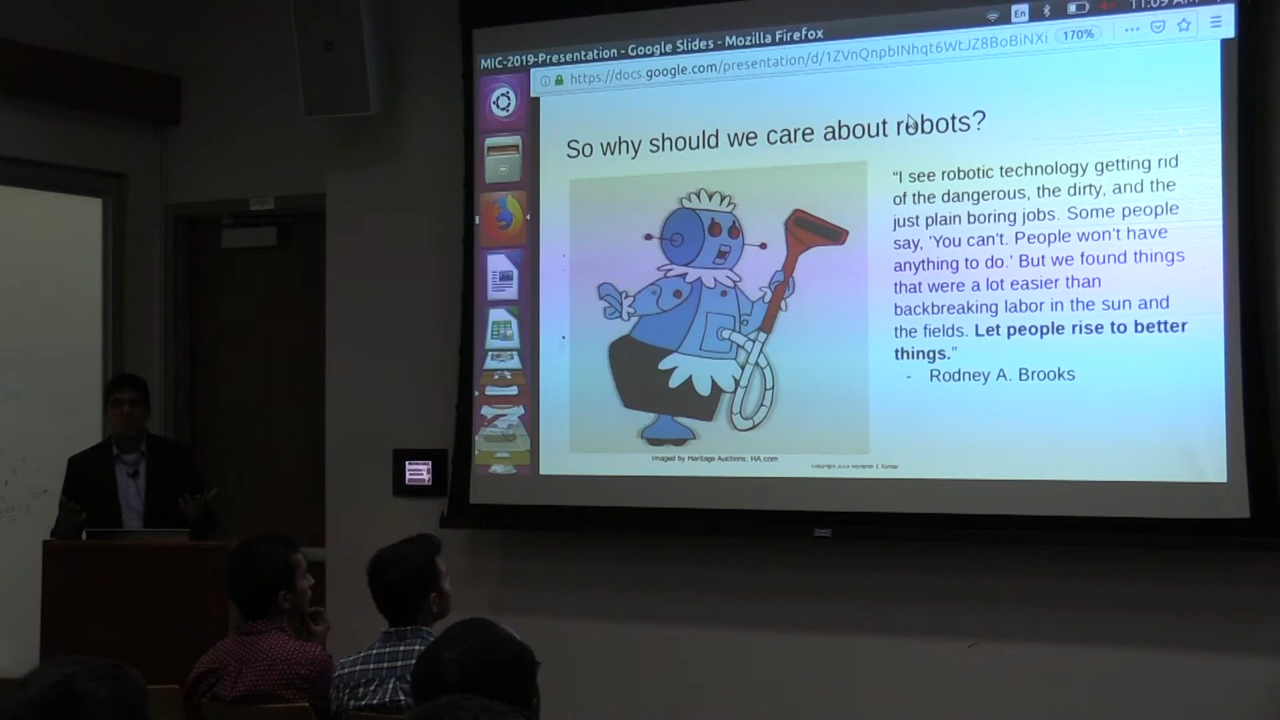 11:09 AM
En
MIC-2019-Presentation - Google Slides - Mozilla Firefox
https://docs.google.com/presentation/d/1ZVnQnpbINhqt6WtJZ8BoBiNXi
170%
So why should we care about robots?
“I see robotic technology getting rid
of the dangerous, the dirty, and the
just plain boring jobs. Some people
say, ‘You can’t. People won’t have
anything to do.’ But we found things
that were a lot easier than
backbreaking labor in the sun and
the fields. Let people rise to better
things.”
- Rodney A. Brooks
Imaged by Heritage Auctions, HA.com